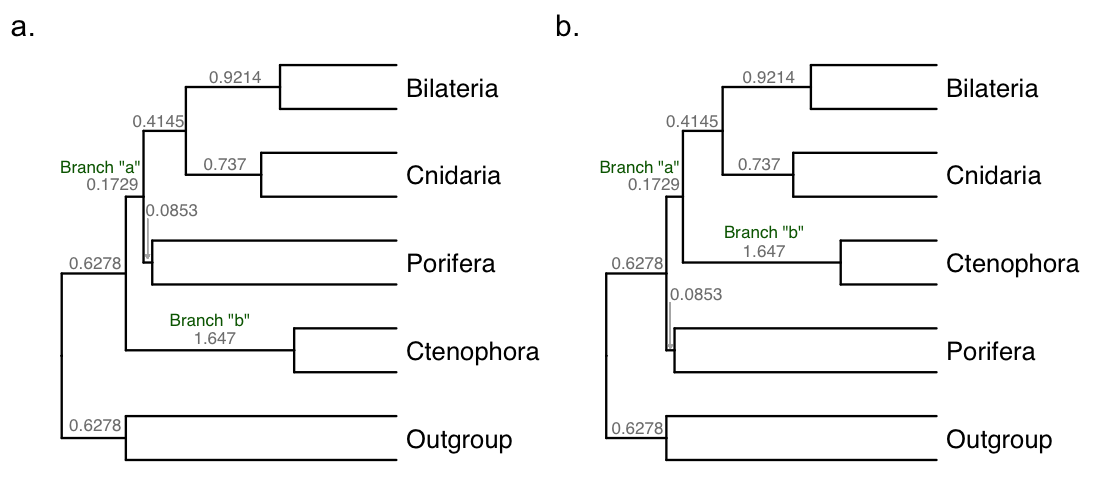 a.
0.9214
Bilateria
0.4145
Branch "a"
0.1729
0.737
Cnidaria
0.0853
0.6278
Porifera
Branch "b"
1.647
Ctenophora
0.6278
Outgroup
b.
0.9214
Bilateria
0.4145
Branch "a"
0.1729
0.737
Cnidaria
Branch "b"
1.647
0.6278
Ctenophora
0.0853
Porifera
0.6278
Outgroup